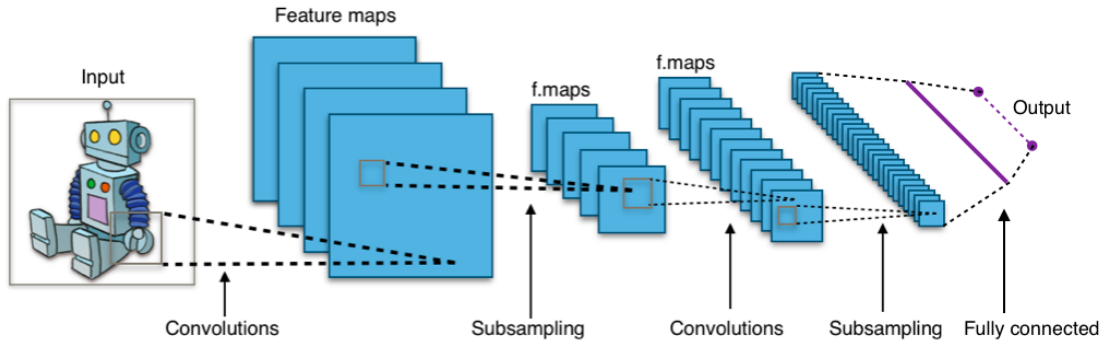 Feature maps
Input
f.maps
f.maps
Output
Convolutions
Subsampling
Convolutions
Subsampling
Fully connected